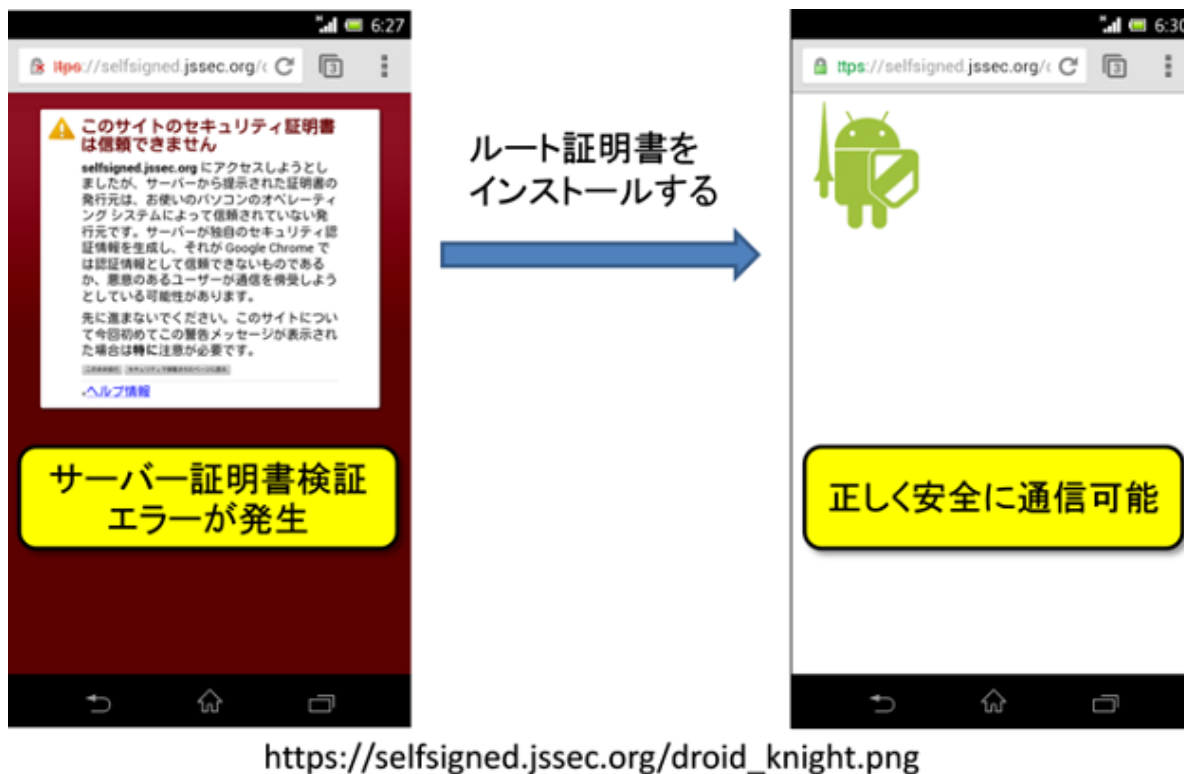 6:27
https://selfsigned.jssec.org/c
3
このサイトのセキュリティ証明書
は信頼できません
selfsigned.jssec.org にアクセスしようとし
ましたが、サーバーから提示された証明書の
発行元は、お使いのパソコンのオペレーティ
ング システムによって信頼されていない発
行元です。サーバーが独自のセキュリティ認
証情報を生成し、それが Google Chrome で
は認証情報として信頼できないものである
か、悪意のあるユーザーが通信を傍受しよう
としている可能性があります。
先に進まないでください。このサイトについ
て今回初めてこの警告メッセージが表示され
た場合は特に注意が必要です。
ヘルプ情報
サーバー証明書検証
エラーが発生
ルート証明書を
インストールする
6:30
ttps://selfsigned.jssec.org/c
3
正しく安全に通信可能
https://selfsigned.jssec.org/droid_knight.png